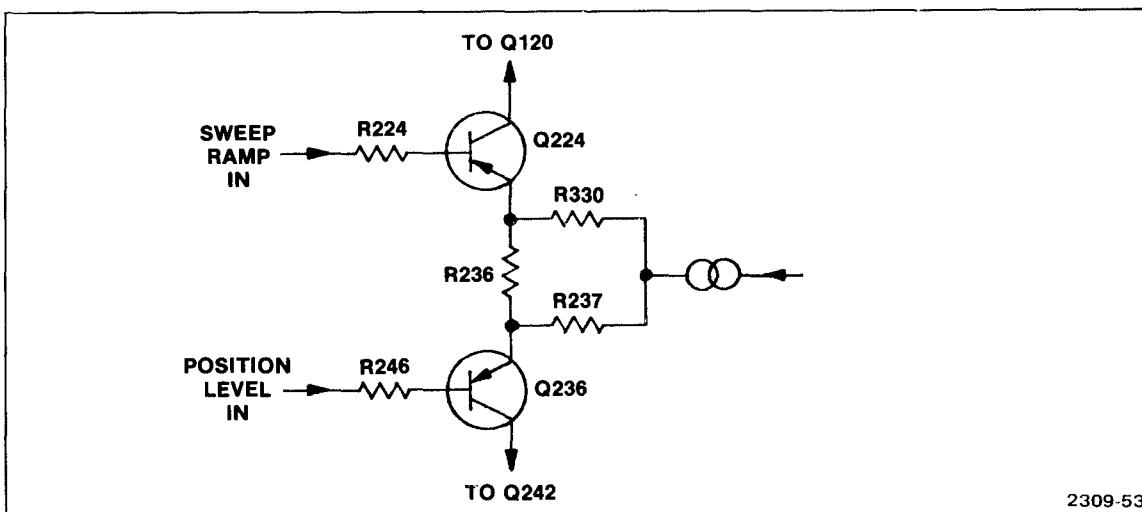 TO Q120
SWEEP
RAMP
IN
R224
Q224
R330
R236
R237
POSITION
LEVEL
IN
R246
Q236
TO Q242
2309-53